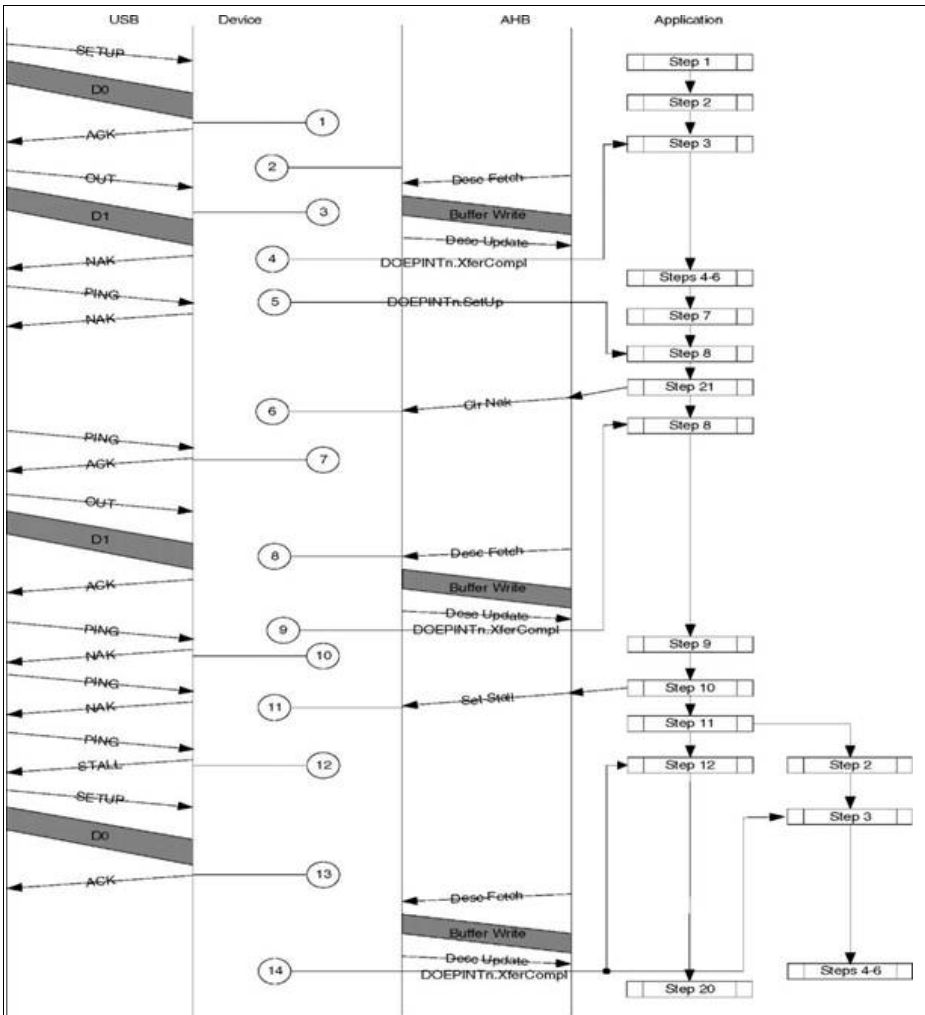 USB Device AHB Application
SETUP
Step 1
D0
Step 2
1
ACK
Step 3
2
OUT
Desc Fetch
D1
3
Buffer Write
Desc Update
4
NAK
DOEPINTn.XferCompl
Steps 4-6
PING
5
DOEPINTn.SetUp
NAK
Step 7
Step 8
Step 21
Clr Nak
6
Step 8
PING
7
ACK
OUT
D1
8
Desc Fetch
ACK
Buffer Write
Desc Update
PING
9
DOEPINTn.XferCompl
Step 9
NAK
10
PING
Set Stall
Step 10
NAK
11
Step 11
PING
STALL
12
Step 12
Step 2
SETUP
Step 3
D0
13
ACK
Desc Fetch
Buffer Write
Desc Update
14
DOEPINTn.XferCompl
Steps 4-6
Step 20